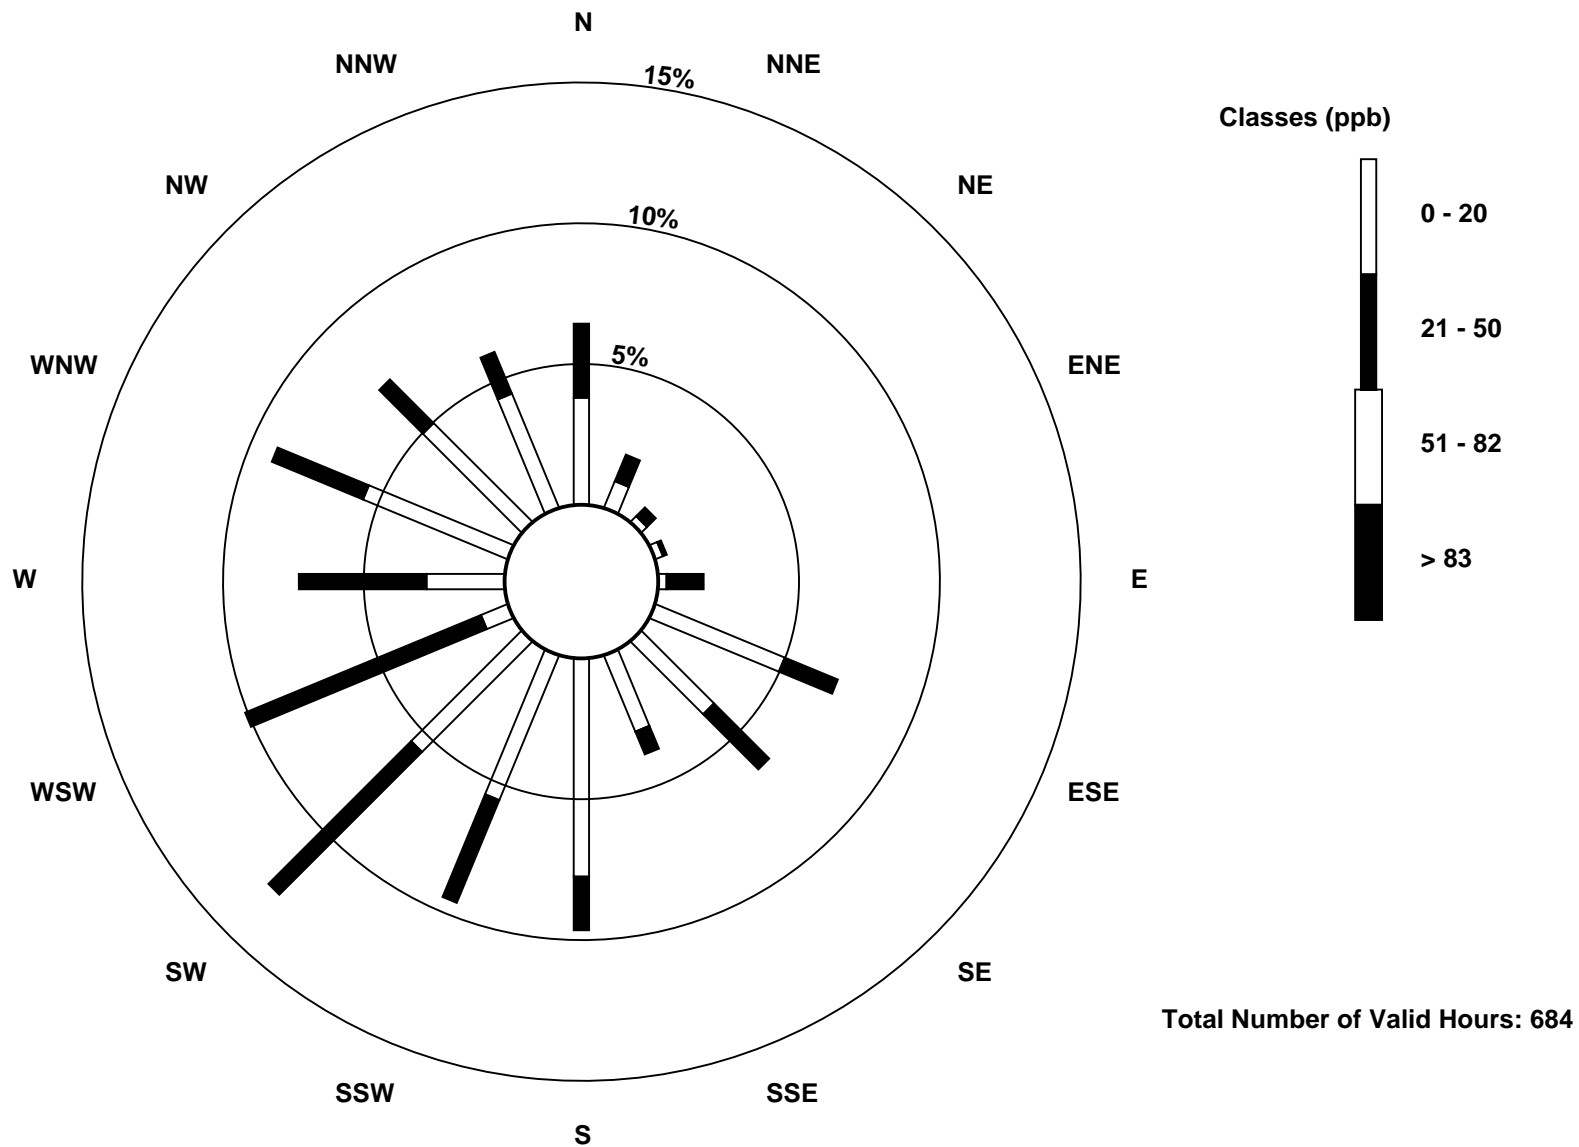 N
NNW
NNE
15%
Classes (ppb)
NW
NE
0 - 20
10%
21 - 50
WNW
5%
ENE
51 - 82
W
E
> 83
WSW
ESE
SW
SE
Total Number of Valid Hours: 684
SSW
SSE
S